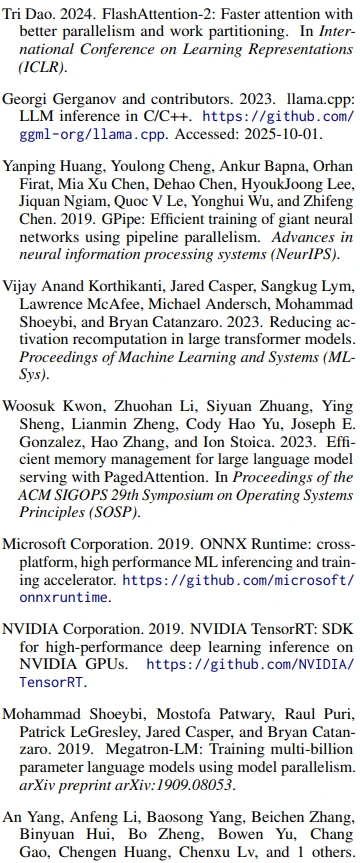 Tri Dao. 2024. FlashAttention-2: Faster attention with
better parallelism and work partitioning. In Inter-
national Conference on Learning Representations
(ICLR).
Georgi Gerganov and contributors. 2023. llama.cpp:
LLM inference in C/C++. https://github.com/
ggml-org/llama.cpp. Accessed: 2025-10-01.
Yanping Huang, Youlong Cheng, Ankur Bapna, Orhan
Firat, Mia Xu Chen, Dehao Chen, HyoukJoong Lee,
Jiquan Ngiam, Quoc V Le, Yonghui Wu, and Zhifeng
Chen. 2019. GPipe: Efficient training of giant neural
networks using pipeline parallelism. Advances in
neural information processing systems (NeurIPS).
Vijay Anand Korthikanti, Jared Casper, Sangkug Lym,
Lawrence McAfee, Michael Andersch, Mohammad
Shoeybi, and Bryan Catanzaro. 2023. Reducing ac-
tivation recomputation in large transformer models.
Proceedings of Machine Learning and Systems (ML-
Sys).
Woosuk Kwon, Zhuohan Li, Siyuan Zhuang, Ying
Sheng, Lianmin Zheng, Cody Hao Yu, Joseph E.
Gonzalez, Hao Zhang, and Ion Stoica. 2023. Effi-
cient memory management for large language model
serving with PagedAttention. In Proceedings of the
ACM SIGOPS 29th Symposium on Operating Systems
Principles (SOSP).
Microsoft Corporation. 2019. ONNX Runtime: cross-
platform, high performance ML inferencing and train-
ing accelerator. https://github.com/microsoft/
onnxruntime.
NVIDIA Corporation. 2019. NVIDIA TensorRT: SDK
for high-performance deep learning inference on
NVIDIA GPUs. https://github.com/NVIDIA/
TensorRT.
Mohammad Shoeybi, Mostofa Patwary, Raul Puri,
Patrick LeGresley, Jared Casper, and Bryan Catan-
zaro. 2019. Megatron-LM: Training multi-billion
parameter language models using model parallelism.
arXiv preprint arXiv:1909.08053.
An Yang, Anfeng Li, Baosong Yang, Beichen Zhang,
Binyuan Hui, Bo Zheng, Bowen Yu, Chang
Gao, Chengen Huang, Chenxu Lv, and 1 others.